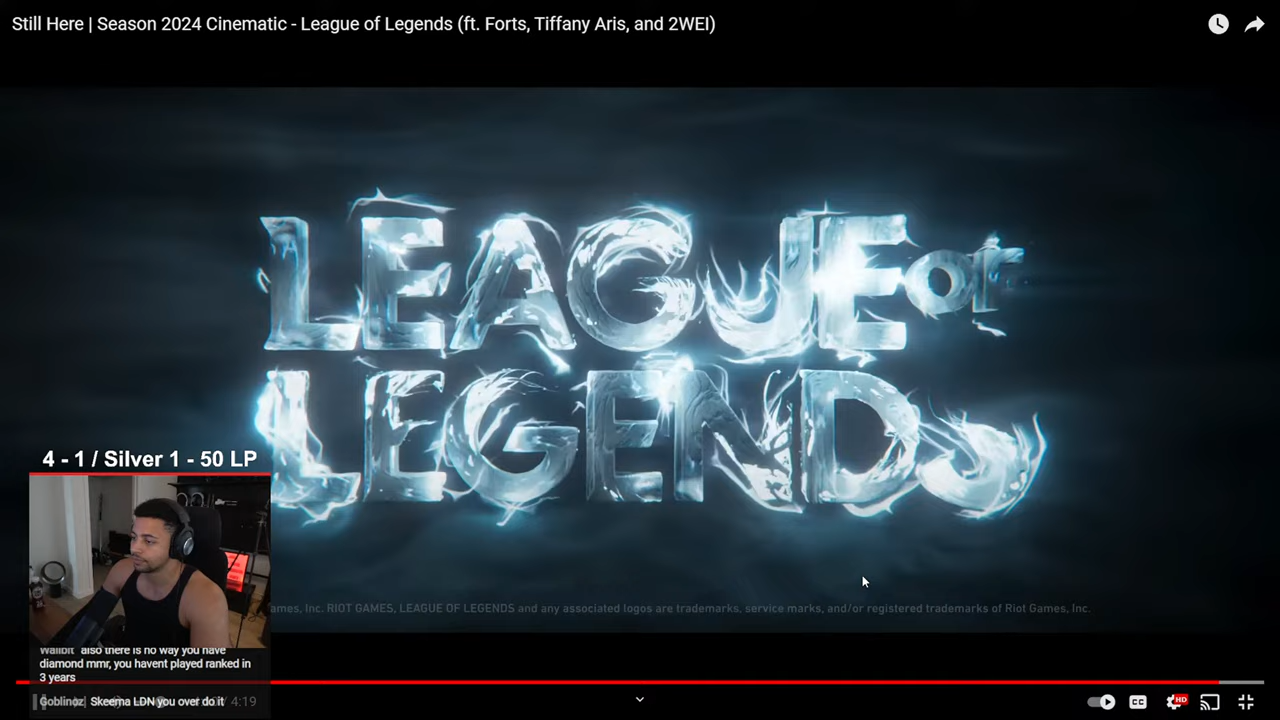 Still Here | Season 2024 Cinematic - League of Legends (ft. Forts, Tiffany Aris, and 2WEI)
LEAGUE OF
LEGENDS
4 - 1 / Silver 1 - 50 LP
Games, Inc. RIOT GAMES, LEAGUE OF LEGENDS and any associated logos are trademarks, service marks, and/or registered trademarks of Riot Games, Inc.
also there is no way you have
diamond mmr, you havent played ranked in
3 years
Goblinoz Skeema LDN you over do it
/ 4:19
CC
HD